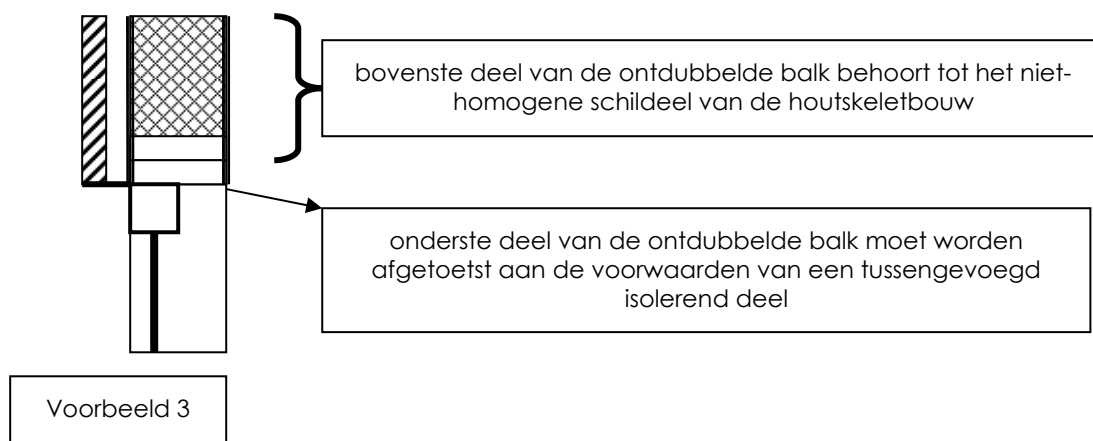 bovenste deel van de ontdubbelde balk behoort tot het niet-
homogene schildeel van de houtskeletbouw
onderste deel van de ontdubbelde balk moet worden
afgetoetst aan de voorwaarden van een tussengevoegd
isolerend deel
Voorbeeld 3